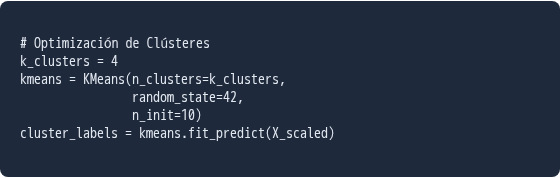 # Optimización de Clústeres
k_clusters = 4
kmeans = KMeans(n_clusters=k_clusters,
                random_state=42,
                n_init=10)
cluster_labels = kmeans.fit_predict(X_scaled)